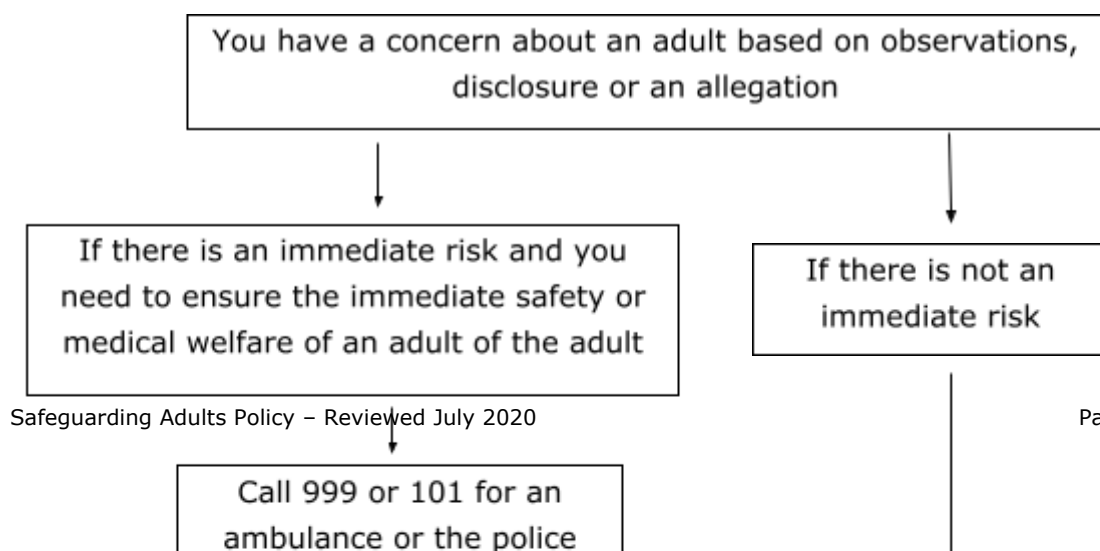 You have a concern about an adult based on observations,
disclosure or an allegation
If there is an immediate risk and you
need to ensure the immediate safety or
medical welfare of an adult of the adult
If there is not an
immediate risk
Safeguarding Adults Policy – Reviewed July 2020
Pa
Call 999 or 101 for an
ambulance or the police